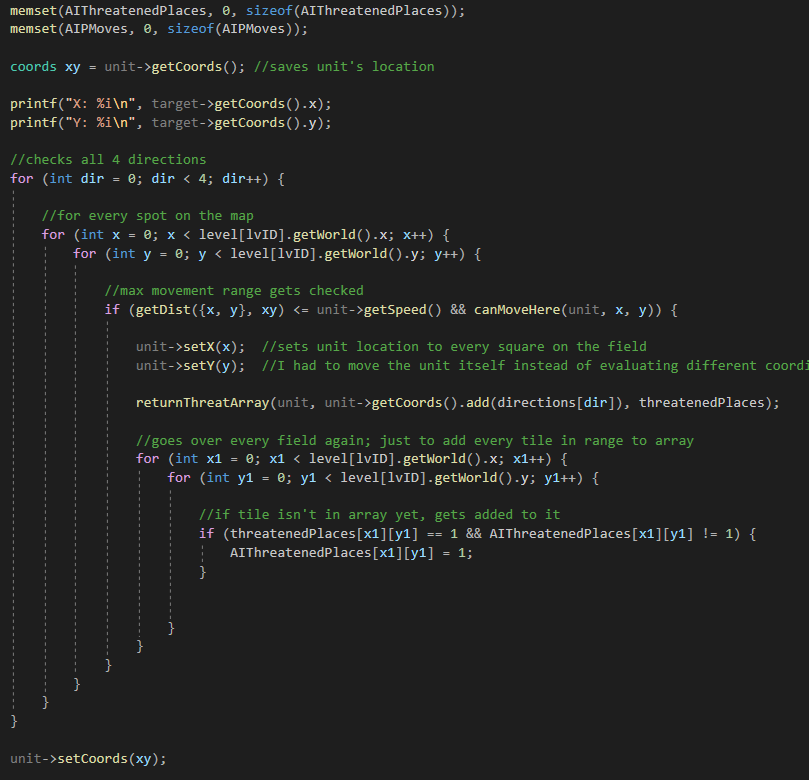 memset(AIThreatenedPlaces, 0, sizeof(AIThreatenedPlaces));
memset(AIPMoves, 0, sizeof(AIPMoves));
coords xy = unit->getCoords(); //saves unit's location
printf("X: %i\n", target->getCoords().x);
printf("Y: %i\n", target->getCoords().y);
//checks all 4 directions
for (int dir = 0; dir < 4; dir++) {
//for every spot on the map
for (int x = 0; x < level[lvID].getWorld().x; x++) {
for (int y = 0; y < level[lvID].getWorld().y; y++) {
//max movement range gets checked
if (getDist({x, y}, xy) <= unit->getSpeed() && canMoveHere(unit, x, y)) {
unit->setX(x);  //sets unit location to every square on the field
unit->setY(y);  //I had to move the unit itself instead of evaluating different coordi
returnThreatArray(unit, unit->getCoords().add(directions[dir]), threatenedPlaces);
//goes over every field again; just to add every tile in range to array
for (int x1 = 0; x1 < level[lvID].getWorld().x; x1++) {
for (int y1 = 0; y1 < level[lvID].getWorld().y; y1++) {
//if tile isn't in array yet, gets added to it
if (threatenedPlaces[x1][y1] == 1 && AIThreatenedPlaces[x1][y1] != 1) {
AIThreatenedPlaces[x1][y1] = 1;
}
}
}
}
}
}
}
unit->setCoords(xy);